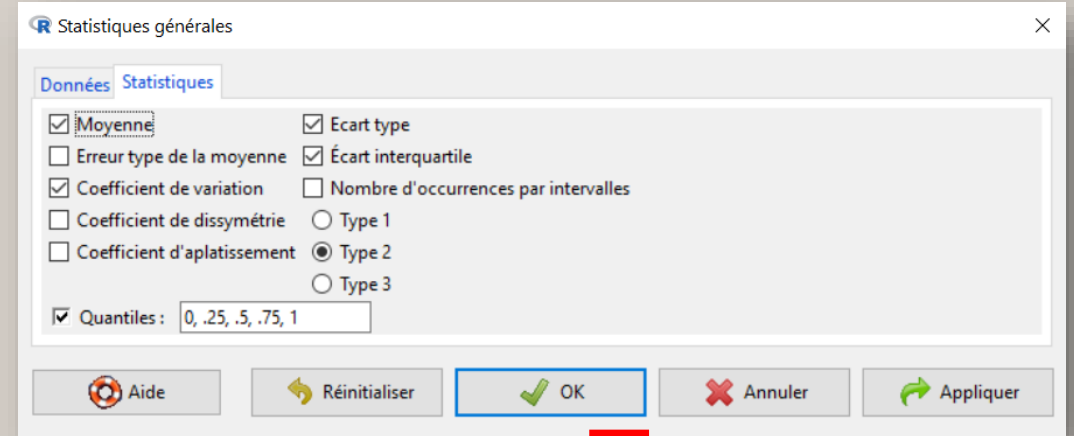 R Statistiques générales
Données Statistiques
Moyenne Ecart type
Erreur type de la moyenne Écart interquartile
Coefficient de variation Nombre d'occurrences par intervalles
Coefficient de dissymétrie Type 1
Coefficient d'aplatissement Type 2
Type 3
Quantiles : 0, .25, .5, .75, 1
Aide Réinitialiser OK Annuler Appliquer